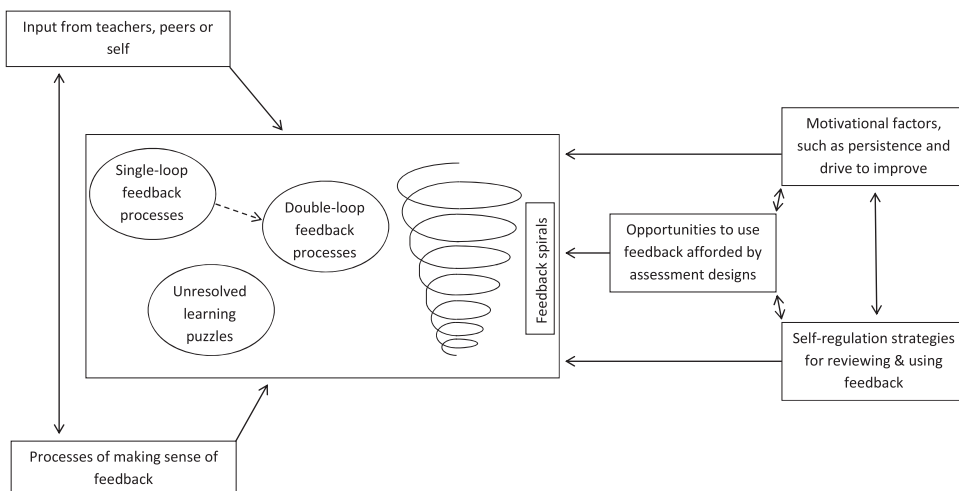 Input from teachers, peers or
self
Single-loop
feedback
processes
Double-loop
feedback
processes
Unresolved
learning
puzzles
Feedback spirals
Motivational factors,
such as persistence and
drive to improve
Opportunities to use
feedback afforded by
assessment designs
Self-regulation strategies
for reviewing & using
feedback
Processes of making sense of
feedback